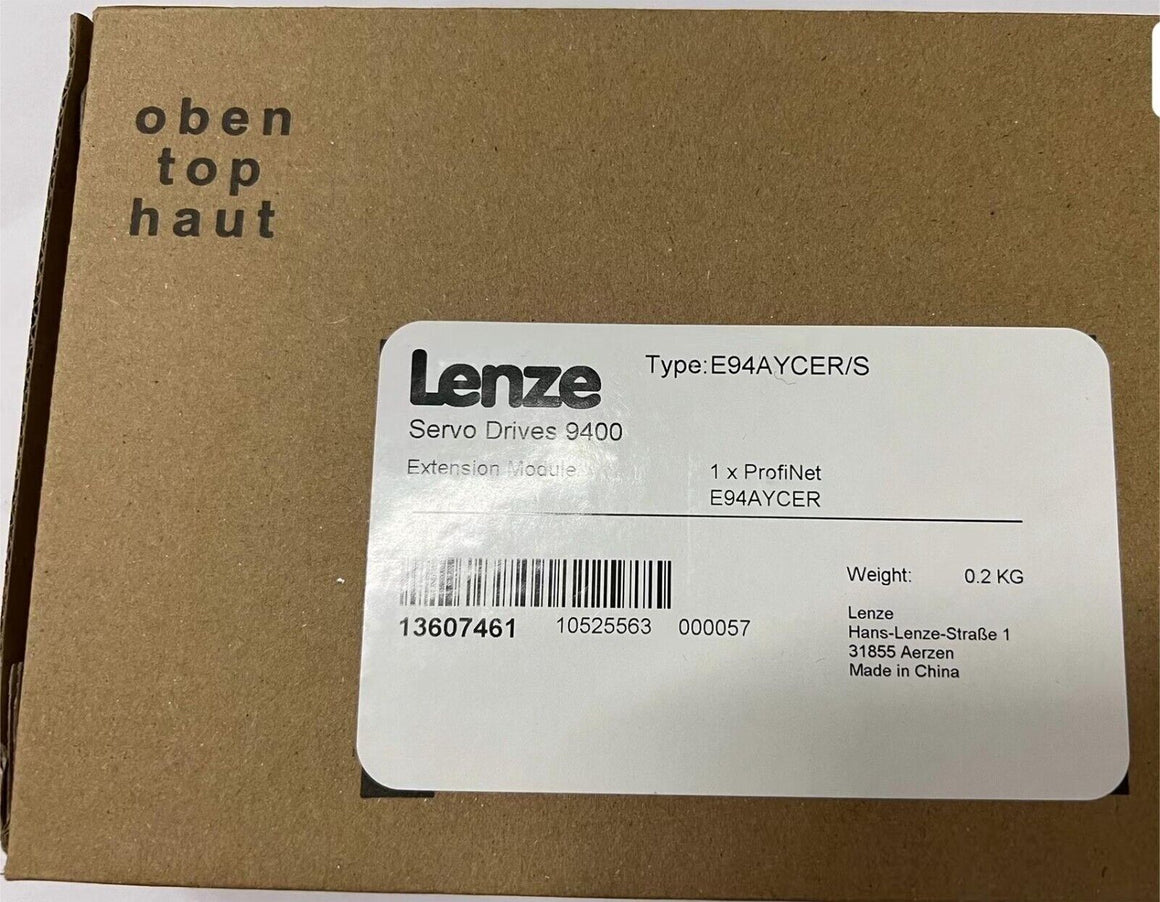 oben
top
haut
Lenze
Type:E94AYCER/S
Servo Drives 9400
Extension Module
1 x ProfiNet
E94AYCER
13607461 10525563 000057
Weight: 0.2 KG
Lenze
Hans-Lenze-Straße 1
31855 Aerzen
Made in China